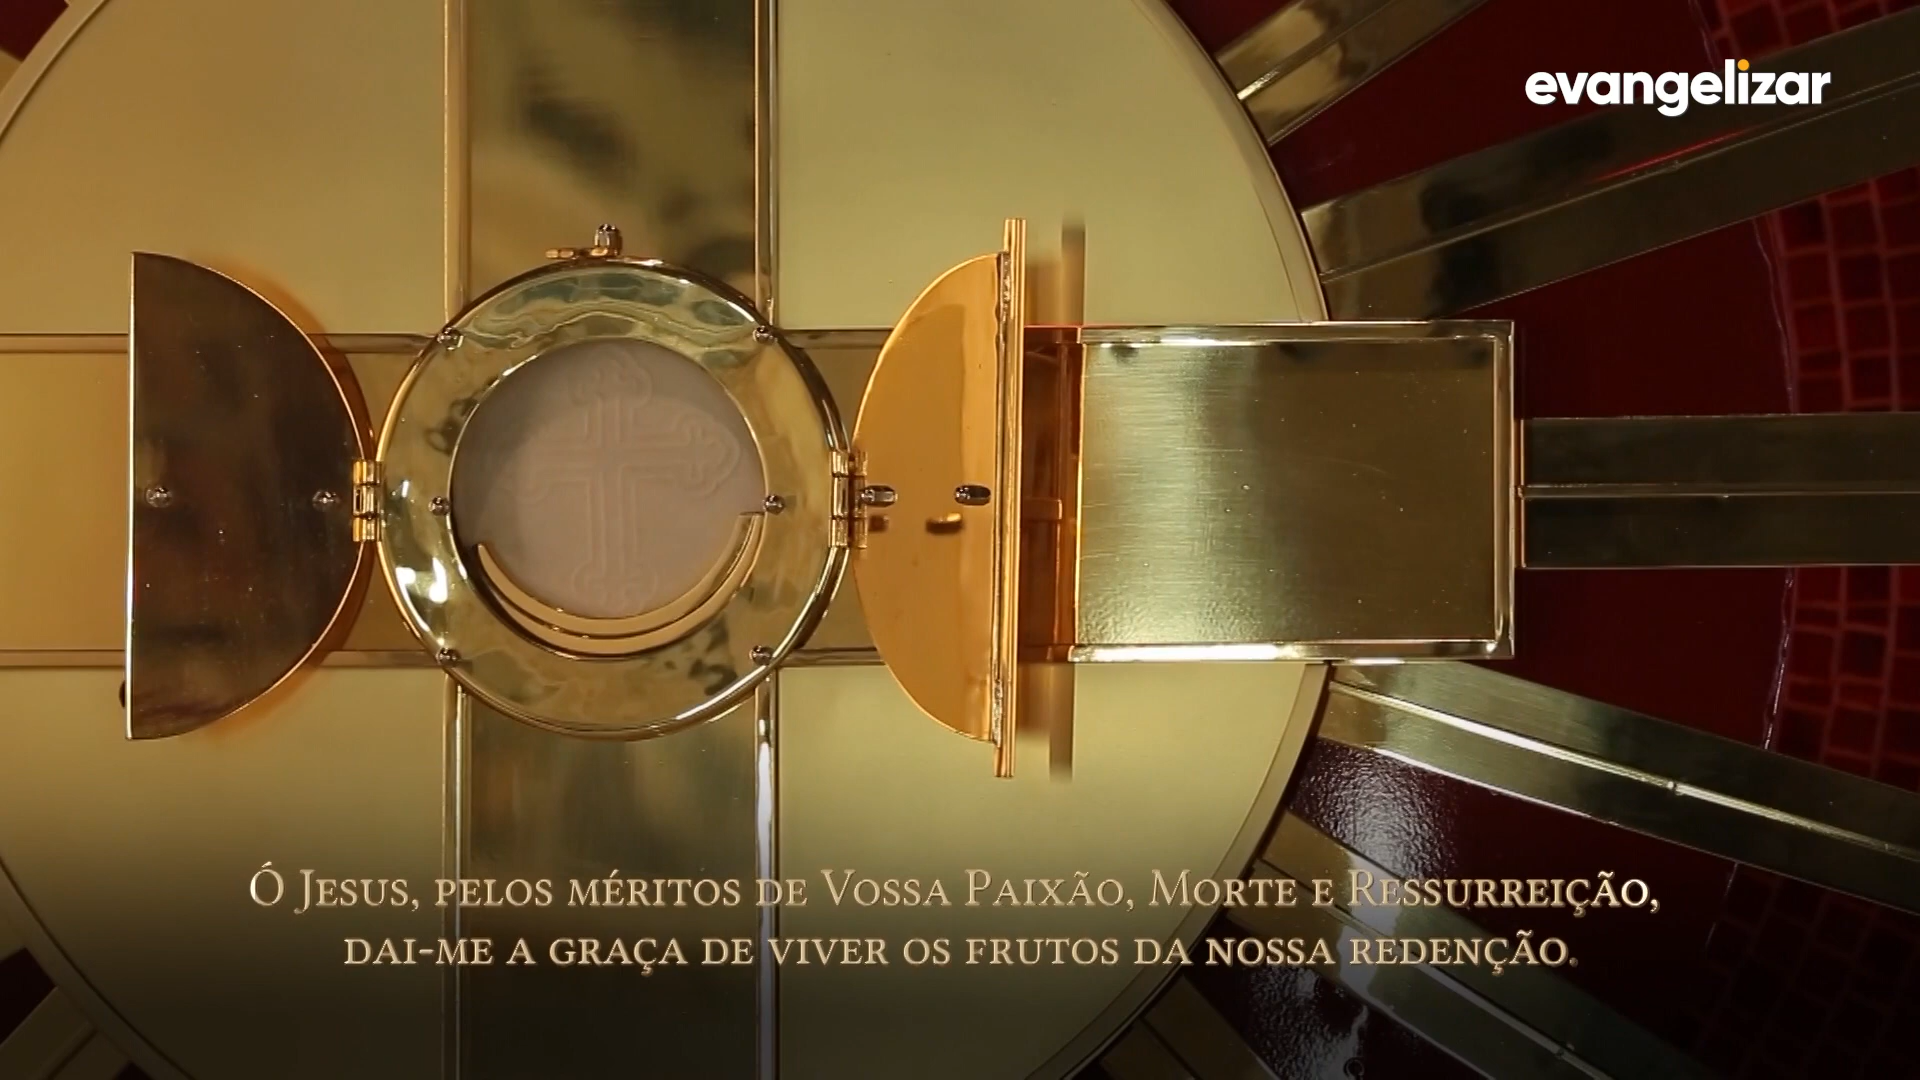 evangelizar
Ó Jesus, pelos méritos de Vossa Paixão, Morte e Ressurreição,
dai-me a graça de viver os frutos da nossa redenção.